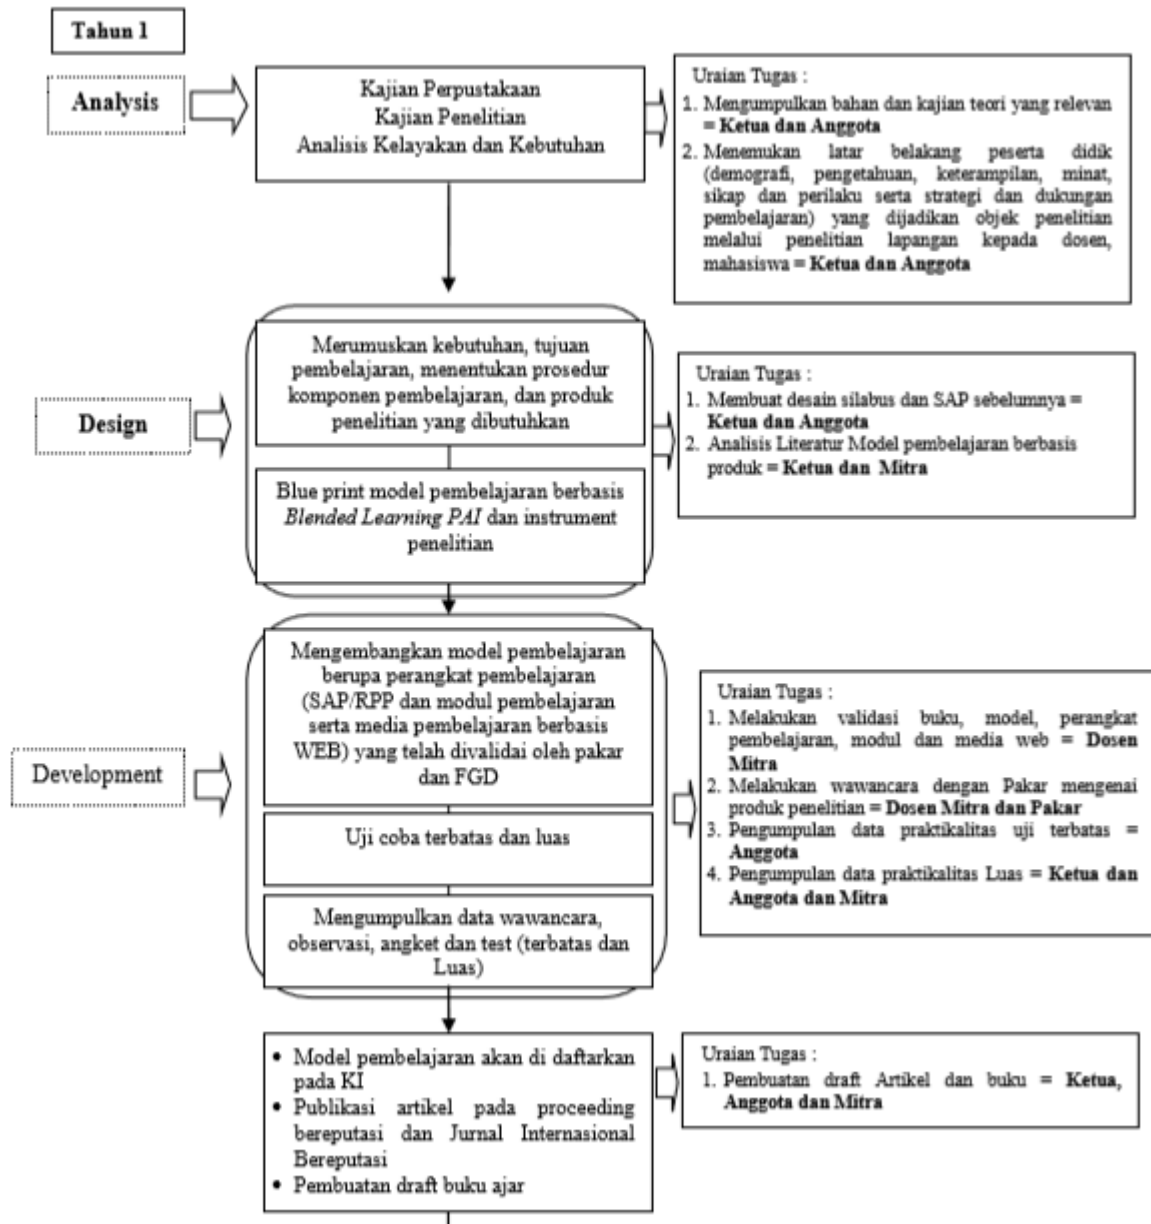 Tahun 1
Analysis
Kajian Perpustakaan
Kajian Penelitian
Analisis Kelayakan dan Kebutuhan
Uraian Tugas :
1. Mengumpulkan bahan dan kajian teori yang relevan
= Ketua dan Anggota
2. Menemukan latar belakang peserta didik
(demografi, pengetahuan, keterampilan, minat,
sikap dan perilaku serta strategi dan dukungan
pembelajaran) yang dijadikan objek penelitian
melalui penelitian lapangan kepada dosen,
mahasiswa = Ketua dan Anggota
Design
Merumuskan kebutuhan, tujuan
pembelajaran, menentukan prosedur
komponen pembelajaran, dan produk
penelitian yang dibutuhkan
Blue print model pembelajaran berbasis
Blended Learning PAI dan instrument
penelitian
Uraian Tugas :
1. Membuat desain silabus dan SAP sebelumnya =
Ketua dan Anggota
2. Analisis Literatur Model pembelajaran berbasis
produk = Ketua dan Mitra
Development
Mengembangkan model pembelajaran
berupa perangkat pembelajaran
(SAP/RPP dan modul pembelajaran
serta media pembelajaran berbasis
WEB) yang telah divalidai oleh pakar
dan FGD
Uji coba terbatas dan luas
Mengumpulkan data wawancara,
observasi, angket dan test (terbatas dan
Luas)
Uraian Tugas :
1. Melakukan validasi buku, model, perangkat
pembelajaran, modul dan media web = Dosen
Mitra
2. Melakukan wawancara dengan Pakar mengenai
produk penelitian = Dosen Mitra dan Pakar
3. Pengumpulan data praktikalitas uji terbatas =
Anggota
4. Pengumpulan data praktikalitas Luas = Ketua dan
Anggota dan Mitra
• Model pembelajaran akan di daftarkan
pada KI
• Publikasi artikel pada proceeding
bereputasi dan Jurnal Internasional
Bereputasi
• Pembuatan draft buku ajar
Uraian Tugas :
1. Pembuatan draft Artikel dan buku = Ketua,
Anggota dan Mitra